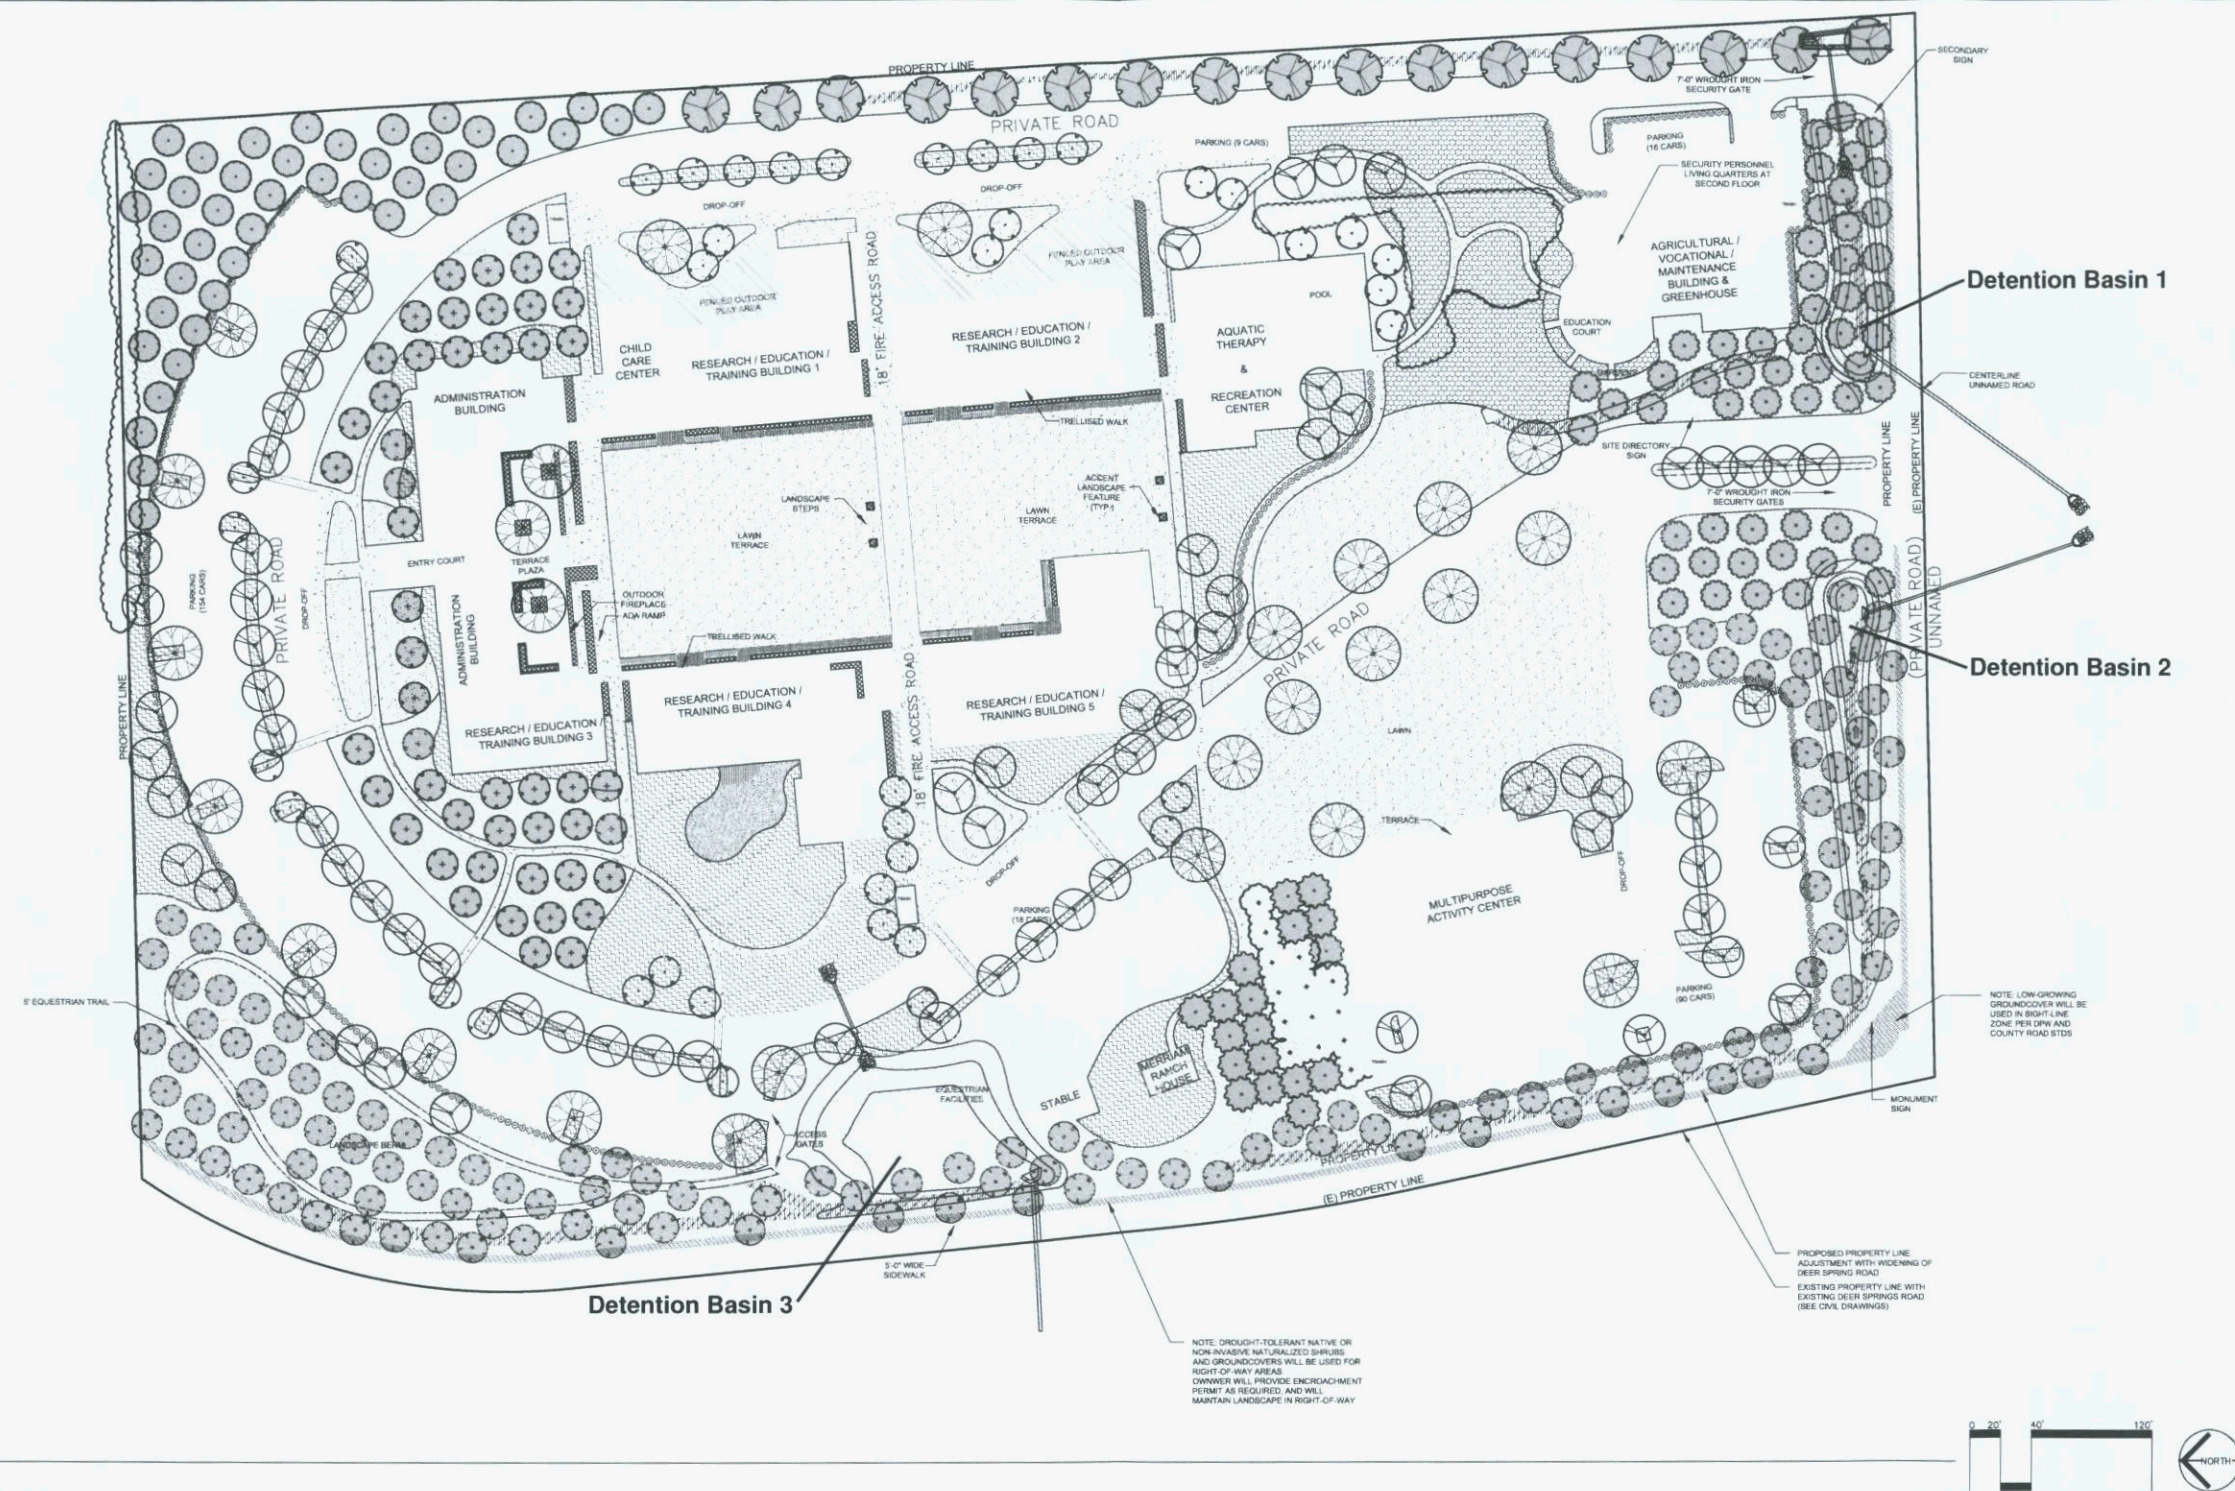 PROPERTY LINE
SECONDARY
SIGN
7'-0" WROUGHT IRON
SECURITY GATE
PRIVATE ROAD
PARKING (9 CARS)
PARKING
(16 CARS)
SECURITY PERSONNEL
LIVING QUARTERS AT
SECOND FLOOR
DROP-OFF
DROP-OFF
FENCED OUTDOOR
PLAY AREA
FENCED OUTDOOR
PLAY AREA
18' FIRE ACCESS ROAD
AGRICULTURAL /
VOCATIONAL /
MAINTENANCE
BUILDING &
GREENHOUSE
Detention Basin 1
POOL
EDUCATION
COURT
GARDENS
CHILD
CARE
CENTER
RESEARCH / EDUCATION /
TRAINING BUILDING 1
RESEARCH / EDUCATION /
TRAINING BUILDING 2
AQUATIC
THERAPY
&
RECREATION
CENTER
CENTERLINE
UNNAMED ROAD
ADMINISTRATION
BUILDING
TRELLISED WALK
SITE DIRECTORY
SIGN
PROPERTY LINE
(E) PROPERTY LINE
7'-0" WROUGHT IRON
SECURITY GATES
LANDSCAPE
STEPS
ACCENT
LANDSCAPE
FEATURE
(TYP.)
LAWN
TERRACE
LAWN
TERRACE
ENTRY COURT
TERRACE
PLAZA
PARKING
(154 CARS)
PRIVATE ROAD
DROP-OFF
OUTDOOR
FIREPLACE
ADA RAMP
TRELLISED WALK
ADMINISTRATION
BUILDING
PRIVATE ROAD
(PRIVATE ROAD)
UNNAMED
Detention Basin 2
PROPERTY LINE
RESEARCH / EDUCATION /
TRAINING BUILDING 3
RESEARCH / EDUCATION /
TRAINING BUILDING 4
RESEARCH / EDUCATION /
TRAINING BUILDING 5
18' FIRE ACCESS ROAD
LAWN
TERRACE
DROP-OFF
DROP-OFF
MULTIPURPOSE
ACTIVITY CENTER
PARKING
(18 CARS)
PARKING
(90 CARS)
5' EQUESTRIAN TRAIL
NOTE: LOW-GROWING
GROUNDCOVER WILL BE
USED IN SIGHT-LINE
ZONE PER DPW AND
COUNTY ROAD STDS
MERRIAM
RANCH
HOUSE
STABLE
EQUESTRIAN
FACILITIES
MONUMENT
SIGN
LANDSCAPE BERM
ACCESS
GATES
PROPERTY LINE
(E) PROPERTY LINE
5'-0" WIDE
SIDEWALK
PROPOSED PROPERTY LINE
ADJUSTMENT WITH WIDENING OF
DEER SPRING ROAD
EXISTING PROPERTY LINE WITH
EXISTING DEER SPRINGS ROAD
(SEE CIVIL DRAWINGS)
Detention Basin 3
NOTE: DROUGHT-TOLERANT NATIVE OR
NON-INVASIVE NATURALIZED SHRUBS
AND GROUNDCOVERS WILL BE USED FOR
RIGHT-OF-WAY AREAS
OWNWER WILL PROVIDE ENCROACHMENT
PERMIT AS REQUIRED, AND WILL
MAINTAIN LANDSCAPE IN RIGHT-OF-WAY
0 20' 40' 120'
NORTH